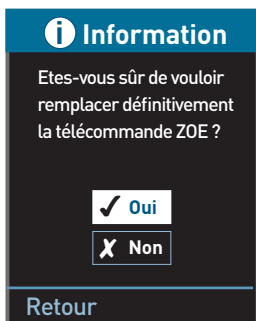 Information
Etes-vous sûr de vouloir
remplacer définitivement
la télécommande ZOE ?
Oui
Non
Retour